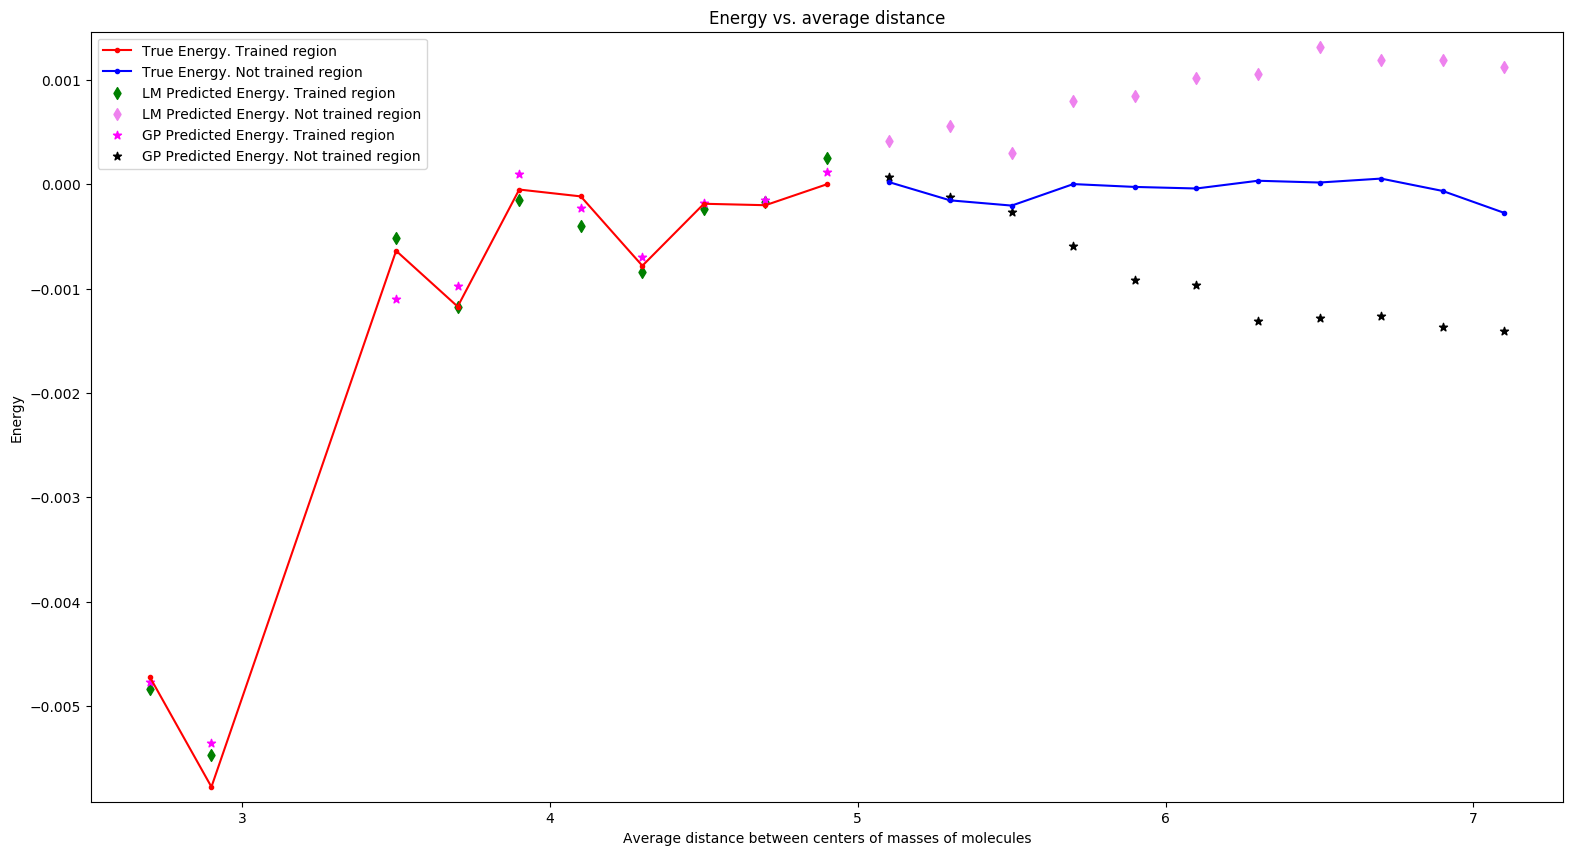 Energy vs. average distance
True Energy. Trained region
True Energy. Not trained region
LM Predicted Energy. Trained region
LM Predicted Energy. Not trained region
GP Predicted Energy. Trained region
GP Predicted Energy. Not trained region
0.001
0.000
−0.001
−0.002
−0.003
−0.004
−0.005
Energy
3 4 5 6 7
Average distance between centers of masses of molecules